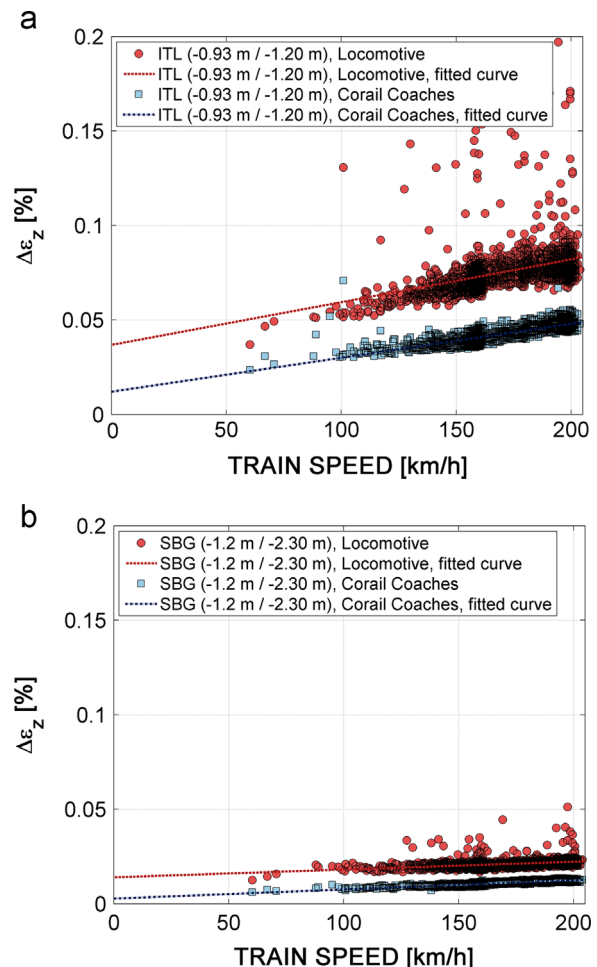 a
0.2
0.15
0.1
0.05
0
Δε_z [%]
ITL (-0.93 m / -1.20 m), Locomotive
ITL (-0.93 m / -1.20 m), Locomotive, fitted curve
ITL (-0.93 m / -1.20 m), Corail Coaches
ITL (-0.93 m / -1.20 m), Corail Coaches, fitted curve
0 50 100 150 200
TRAIN SPEED [km/h]
b
0.2
0.15
0.1
0.05
0
Δε_z [%]
SBG (-1.2 m / -2.30 m), Locomotive
SBG (-1.2 m / -2.30 m), Locomotive, fitted curve
SBG (-1.2 m / -2.30 m), Corail Coaches
SBG (-1.2 m / -2.30 m), Corail Coaches, fitted curve
0 50 100 150 200
TRAIN SPEED [km/h]